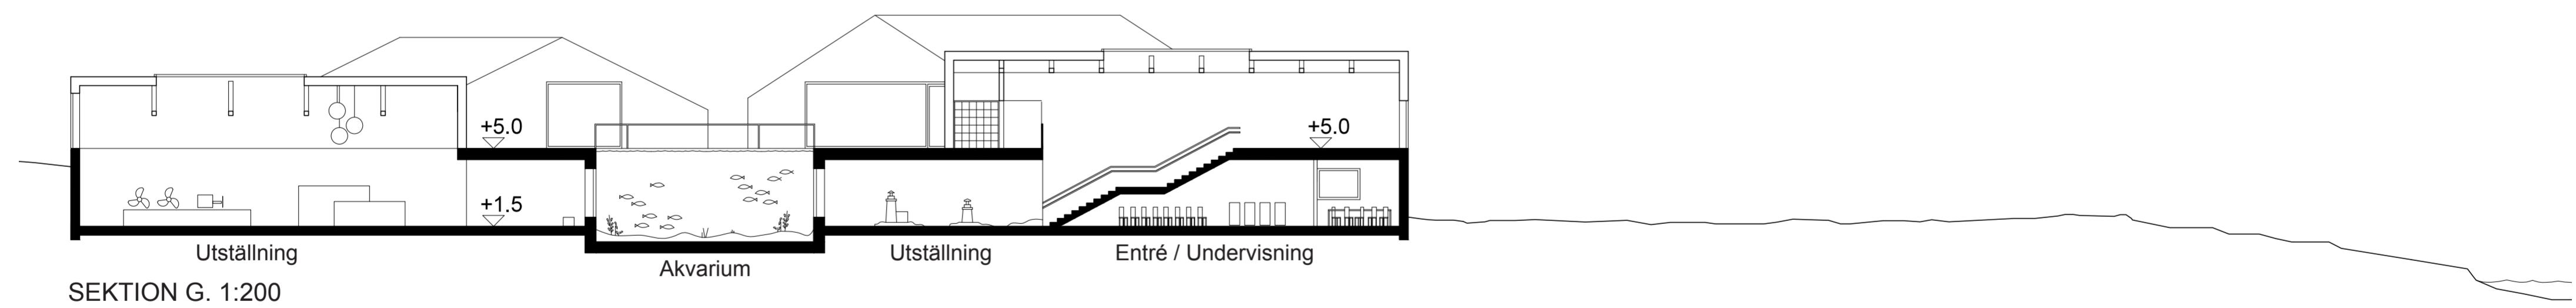 +5.0
+5.0
+1.5
Utställning
Akvarium
Utställning
Entré / Undervisning
SEKTION G. 1:200